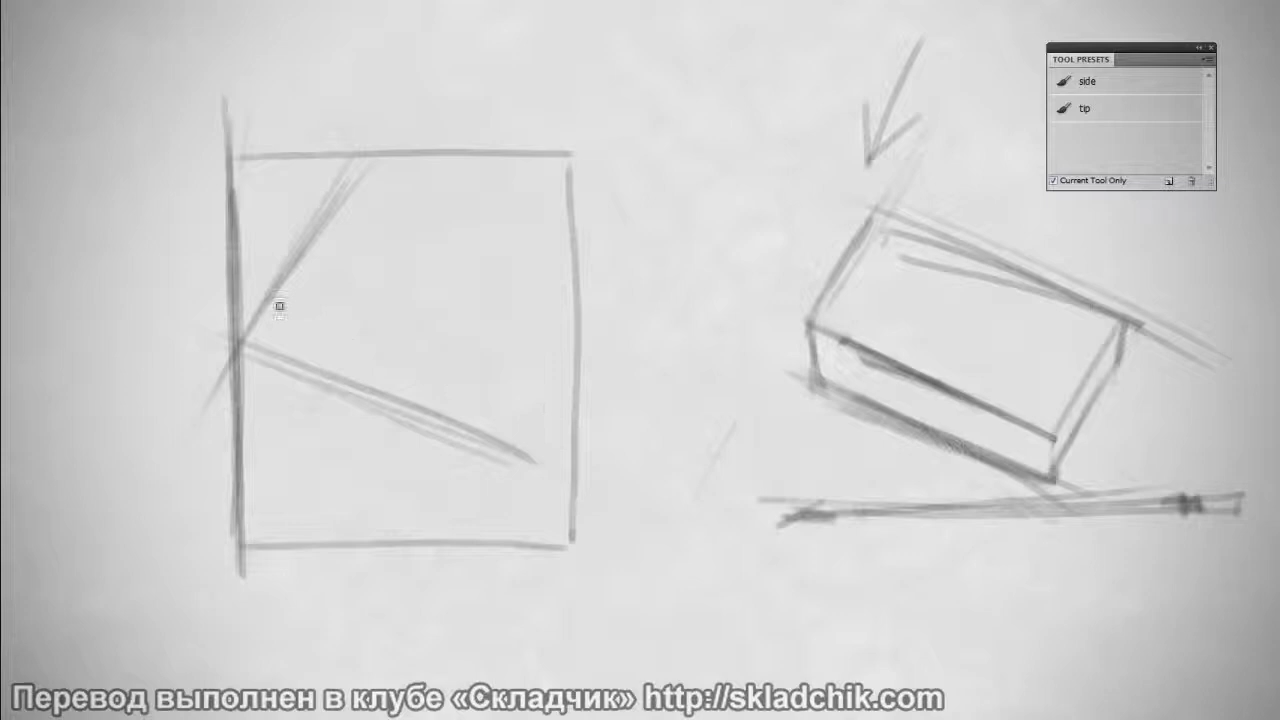 TOOL PRESETS
side
tip
Current Tool Only
Перевод выполнен в клубе «Складчик» http://skladchik.com